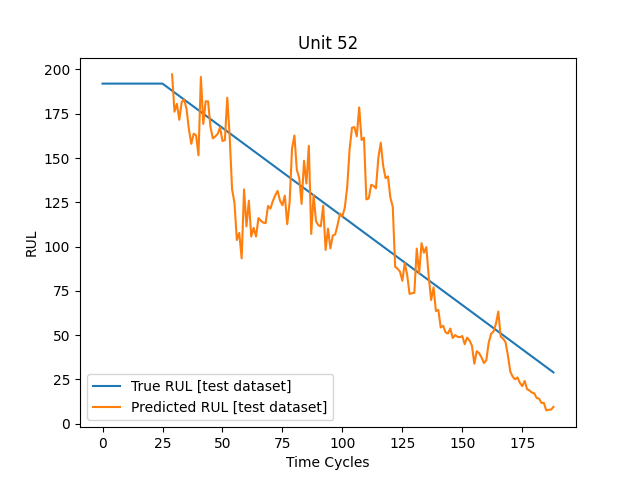 Unit 52
200
175
150
125
100
75
50
25
0
RUL
True RUL [test dataset]
Predicted RUL [test dataset]
0 25 50 75 100 125 150 175
Time Cycles